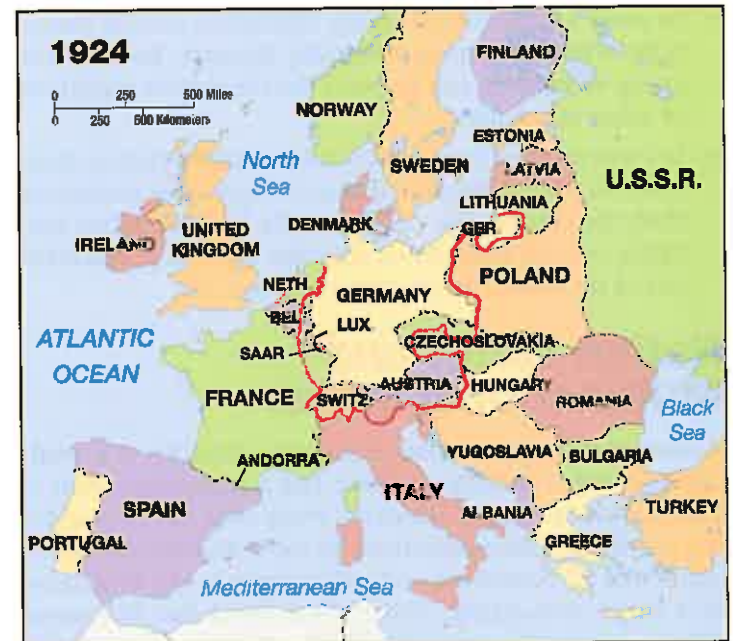 1924
0 250 500 Miles
0 250 500 Kilometers
FINLAND
NORWAY
North
Sea
ESTONIA
SWEDEN
LATVIA
U.S.S.R.
LITHUANIA
DENMARK
GER
IRELAND
UNITED
KINGDOM
POLAND
NETH
GERMANY
BEL
LUX
ATLANTIC
OCEAN
CZECHOSLOVAKIA
SAAR
AUSTRIA
HUNGARY
FRANCE
SWITZ
ROMANIA
Black
Sea
YUGOSLAVIA
BULGARIA
ANDORRA
ITALY
SPAIN
ALBANIA
TURKEY
PORTUGAL
GREECE
Mediterranean Sea